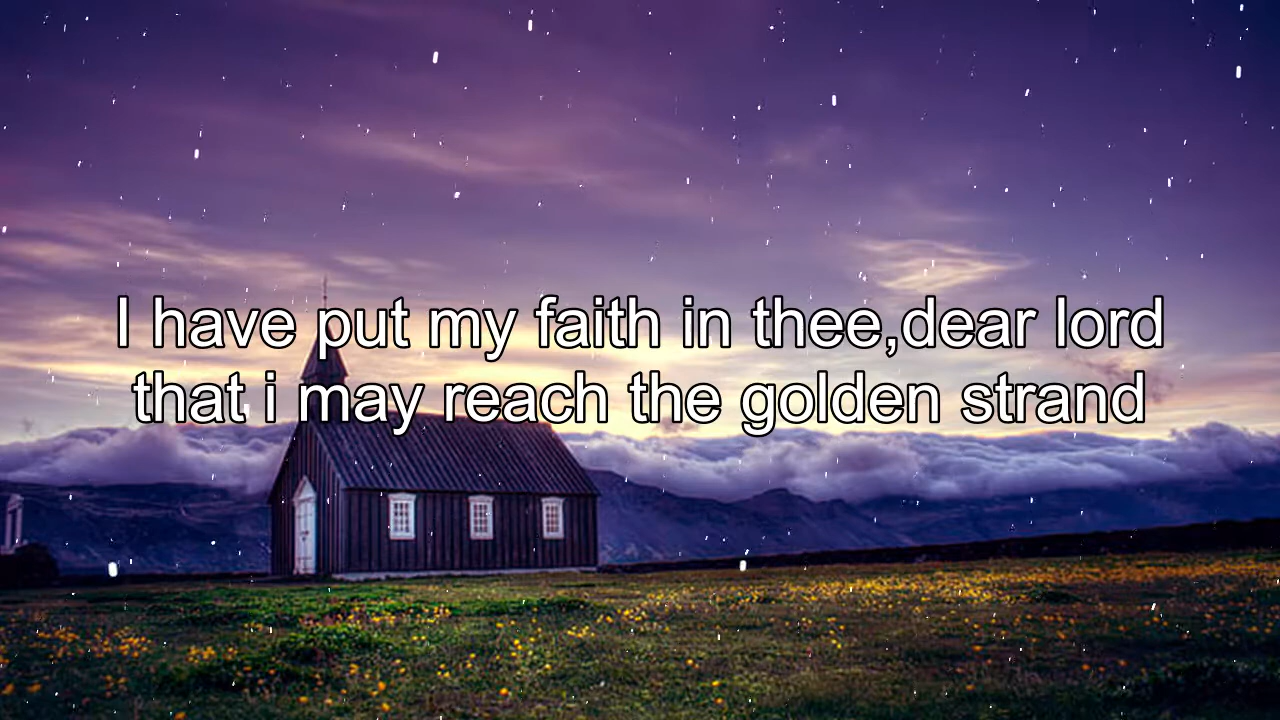 I have put my faith in thee,dear lord
that i may reach the golden strand